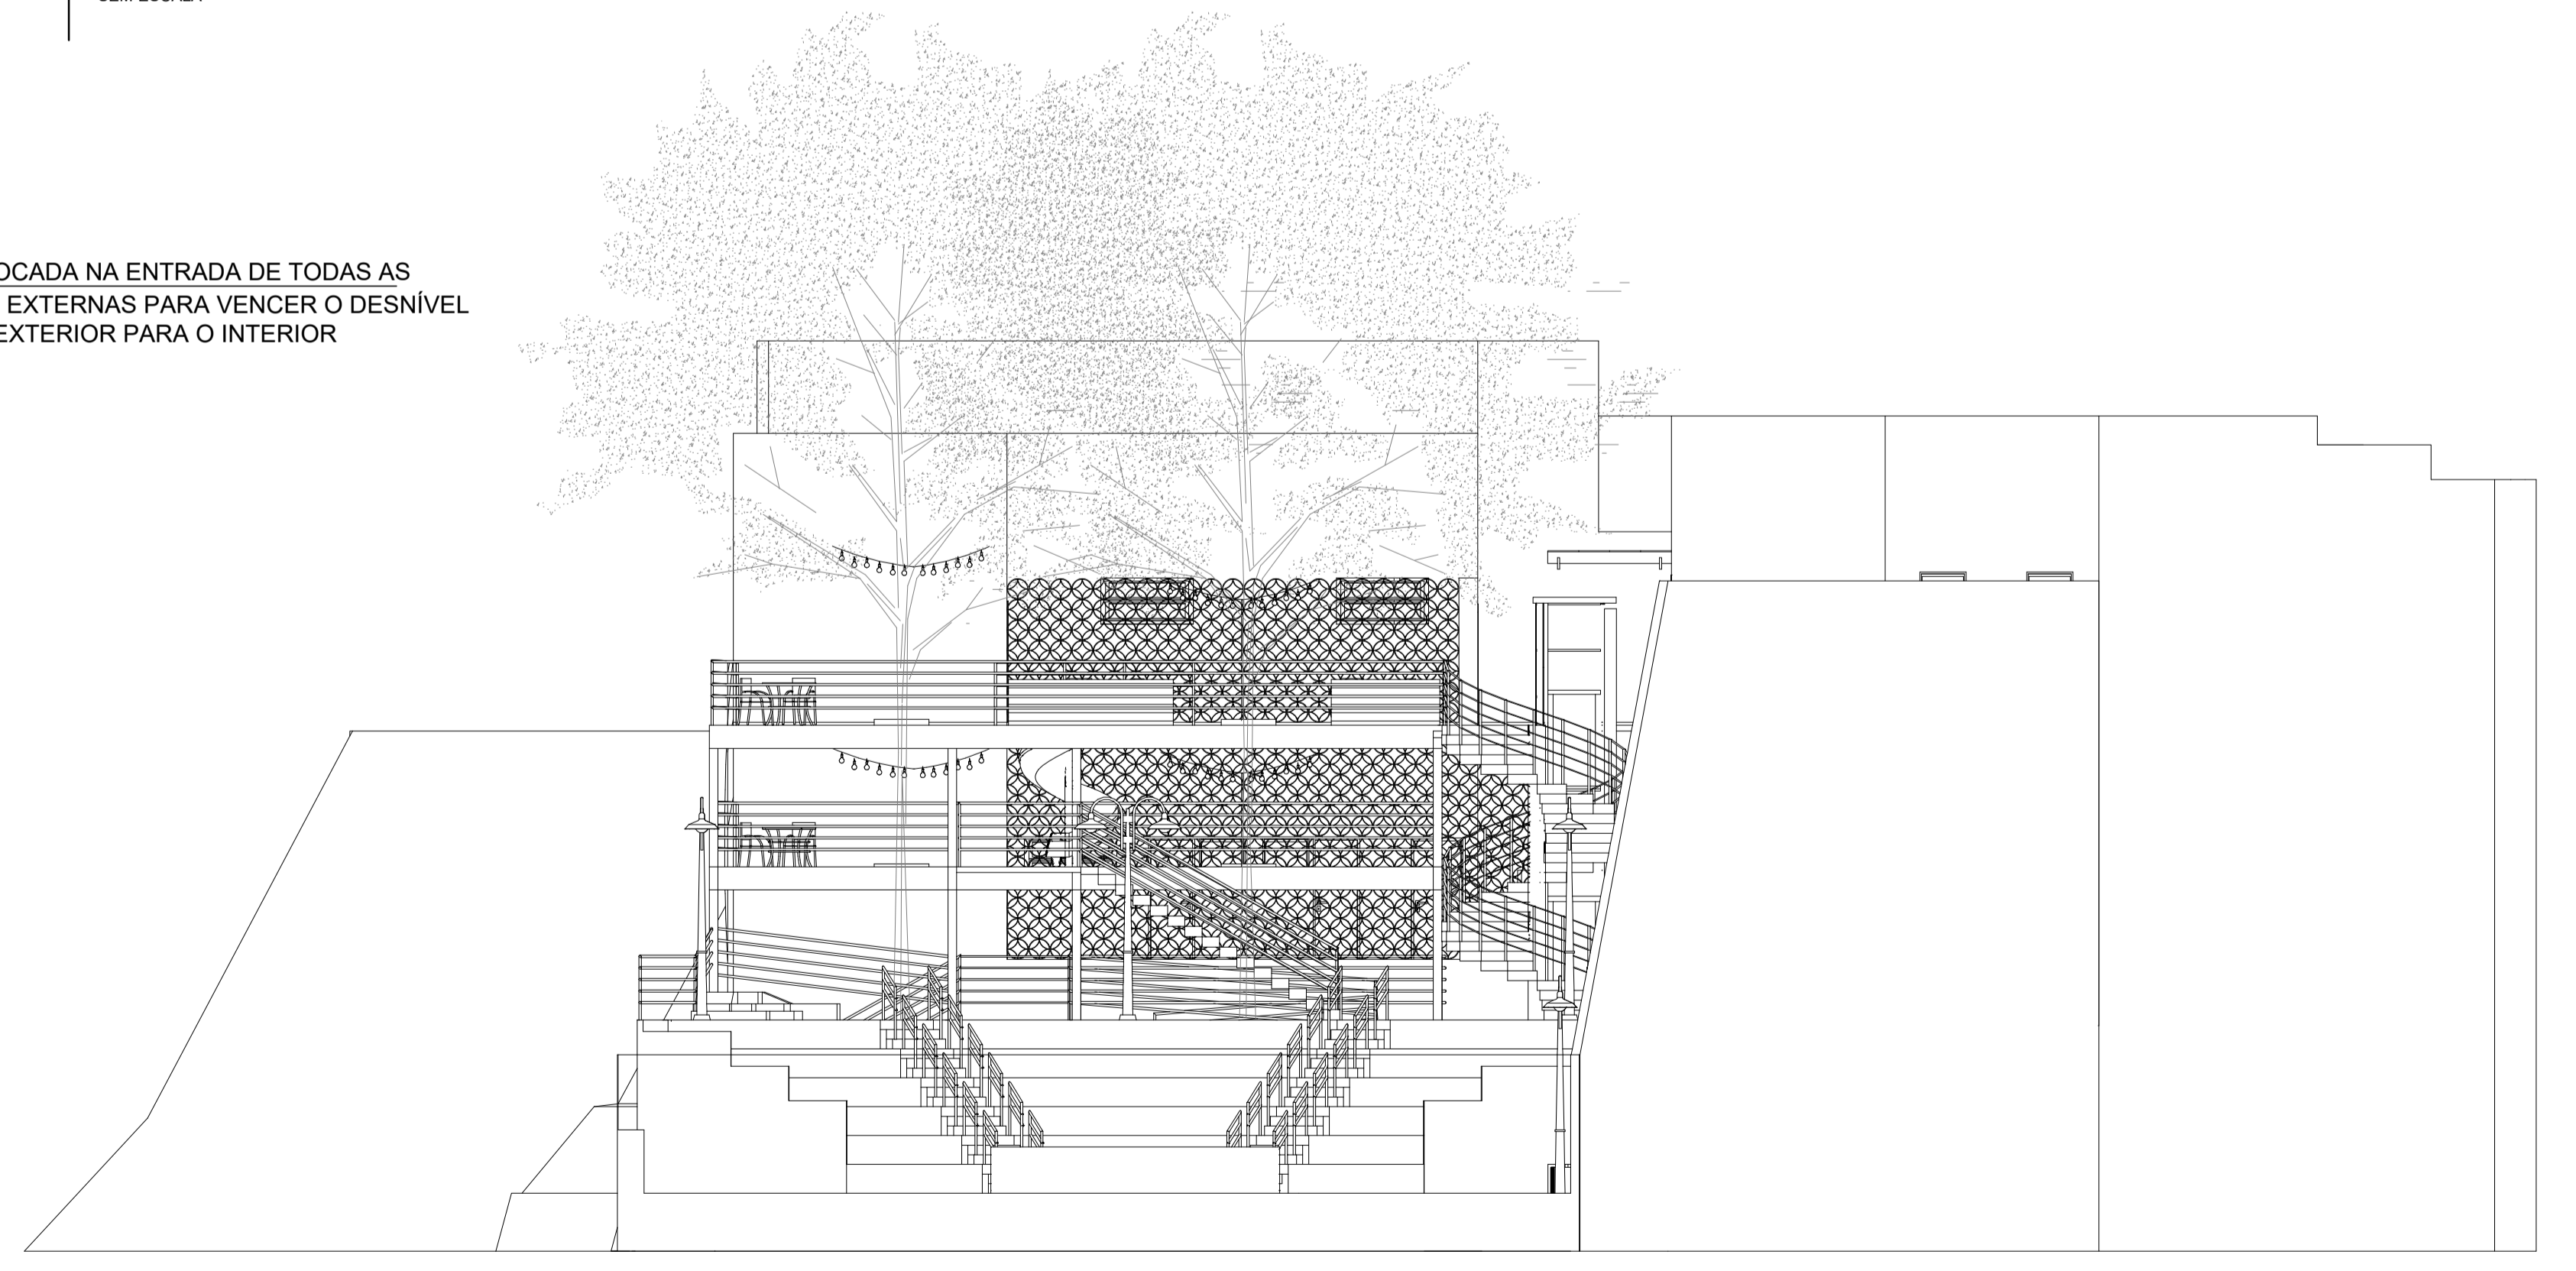 OCADA NA ENTRADA DE TODAS AS
EXTERNAS PARA VENCER O DESNÍVEL
EXTERIOR PARA O INTERIOR